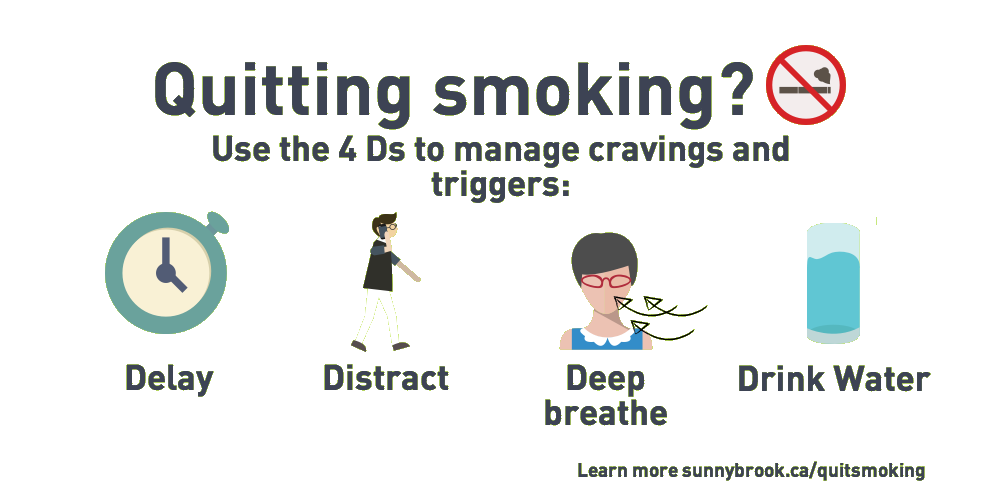 Quitting smoking?
Use the 4 Ds to manage cravings and
triggers:
Delay
Distract
Deep
breathe
Drink Water
Learn more sunnybrook.ca/quitsmoking